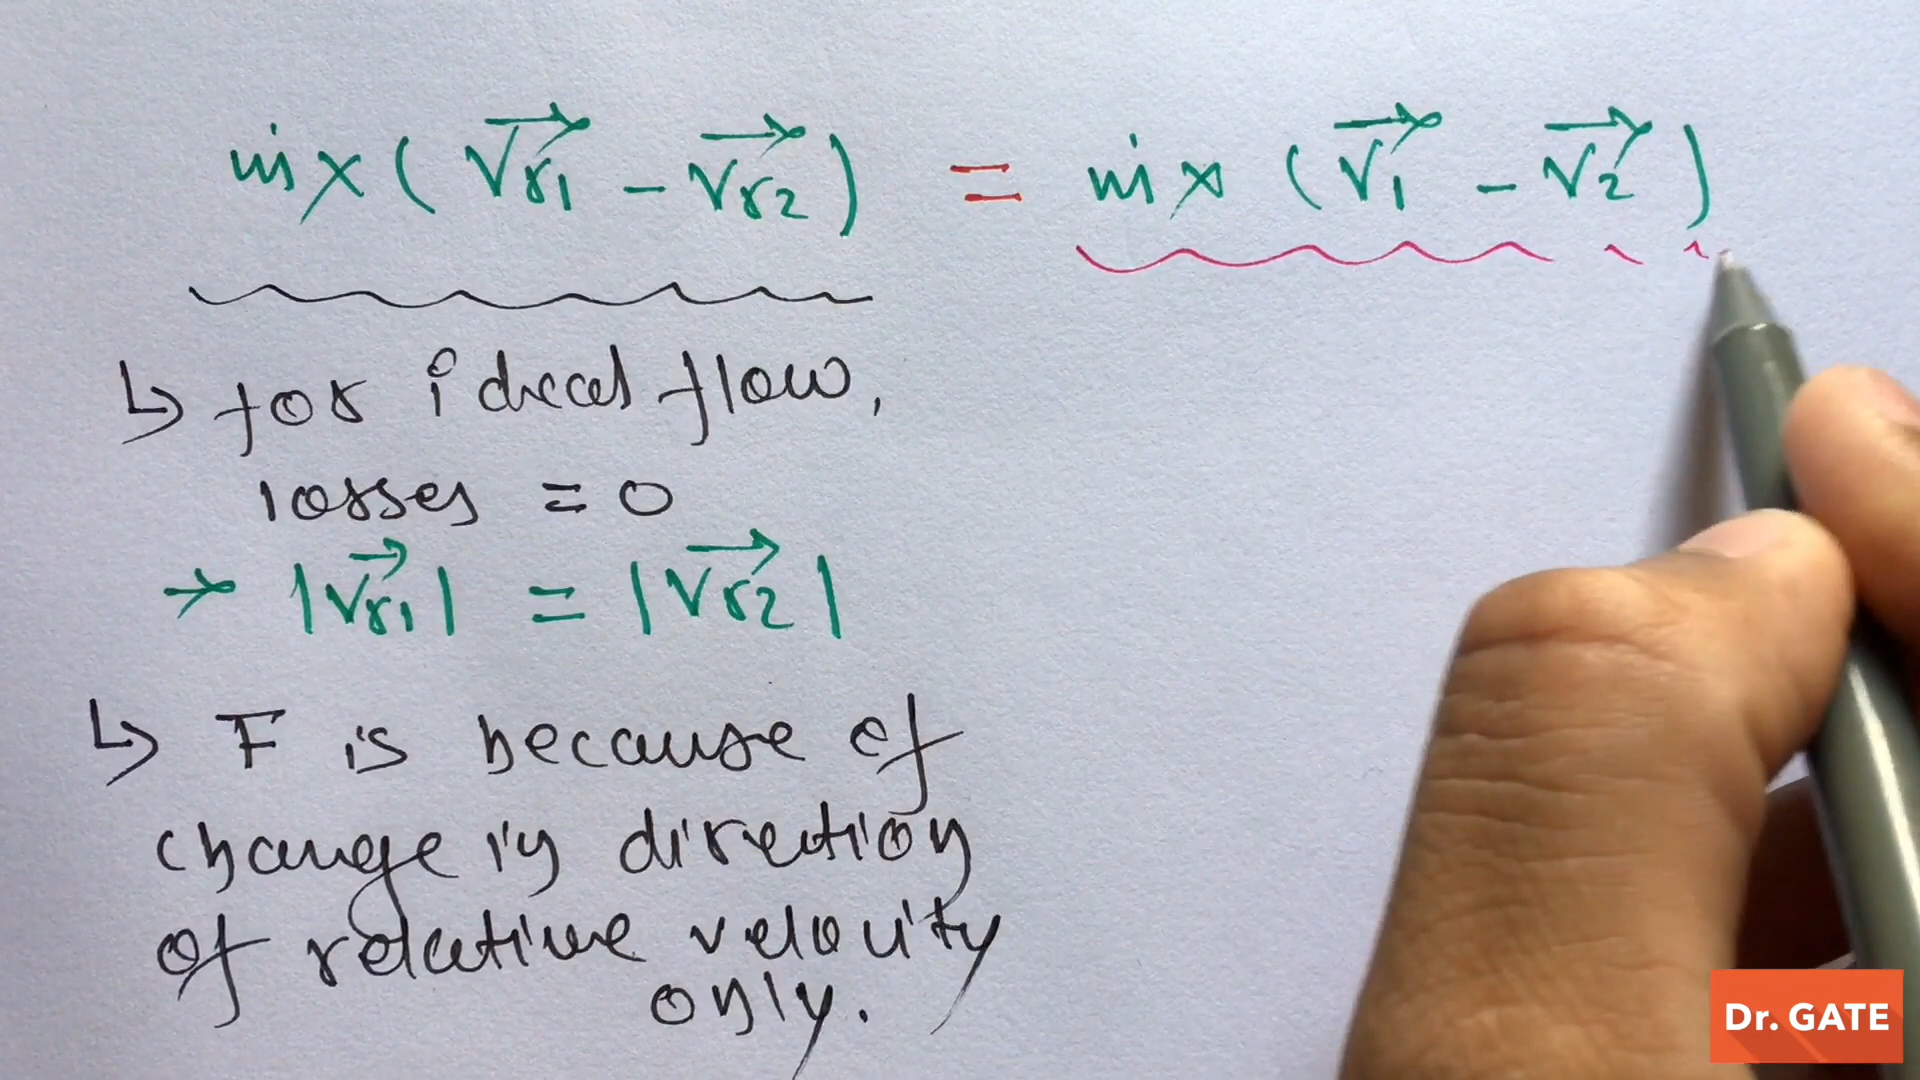 ṁ × (V⃗r1 - V⃗r2) = ṁ × (V⃗1 - V⃗2)
↳ for ideal flow,
losses = 0
→ |V⃗r1| = |V⃗r2|
↳ F is because of
change in direction
of relative velocity
only.
Dr. GATE